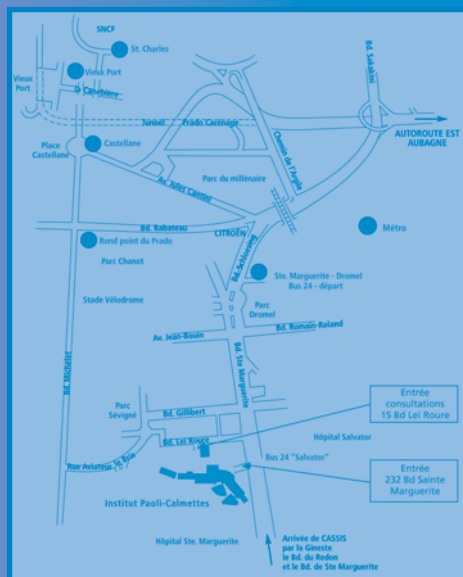 SNCF
St. Charles
Vieux Port
Vieux
Port
la Canebière
Bd. Sakakini
Tunnel Prado Carénage
AUTOROUTE EST
AUBAGNE
Chemin de l'Argile
Place
Castellane
Castellane
Av. Jules Cantini
Parc du millénaire
Bd. Rabateau
CITROËN
Métro
Rond point du Prado
Bd. Schloesing
Parc Chanot
Ste. Marguerite - Dromel
Bus 24 - départ
Stade Vélodrome
Parc
Dromel
Bd. Romain-Roland
Av. Jean-Bouin
Bd. Michelet
Bd. Ste Marguerite
Entrée
consultations
15 Bd Leï Roure
Parc
Sévigné
Bd. Gilibert
Bd. Leï Roure
Hôpital Salvator
Rue Aviateur le Brix
Bus 24 "Salvator"
Entrée
232 Bd Sainte
Marguerite
Institut Paoli-Calmettes
Hôpital Ste. Marguerite
Arrivée de CASSIS
par la Gineste
le Bd. du Redon
et le Bd. de Ste Marguerite